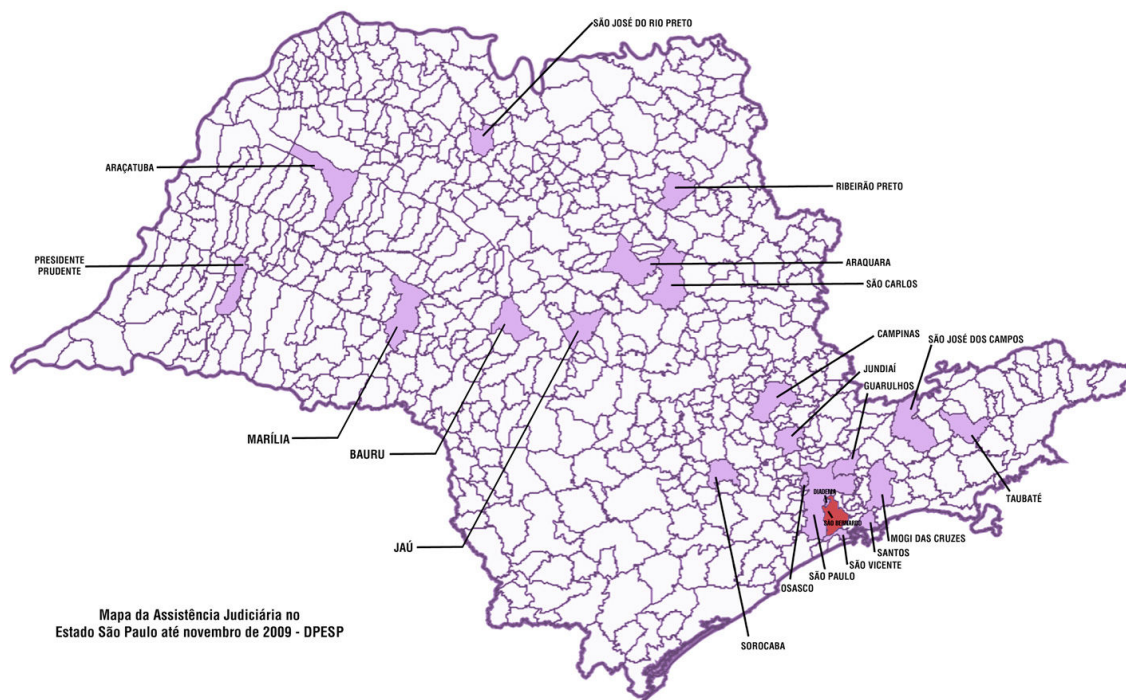 SÃO JOSÉ DO RIO PRETO
ARAÇATUBA
RIBEIRÃO PRETO
PRESIDENTE
PRUDENTE
ARAQUARA
SÃO CARLOS
CAMPINAS
SÃO JOSÉ DOS CAMPOS
JUNDIAÍ
GUARULHOS
MARÍLIA
BAURU
TAUBATÉ
DIADEMA
SÃO BERNARDO
JAÚ
MOGI DAS CRUZES
SANTOS
SÃO VICENTE
SÃO PAULO
OSASCO
SOROCABA
Mapa da Assistência Judiciária no
Estado São Paulo até novembro de 2009 - DPESP